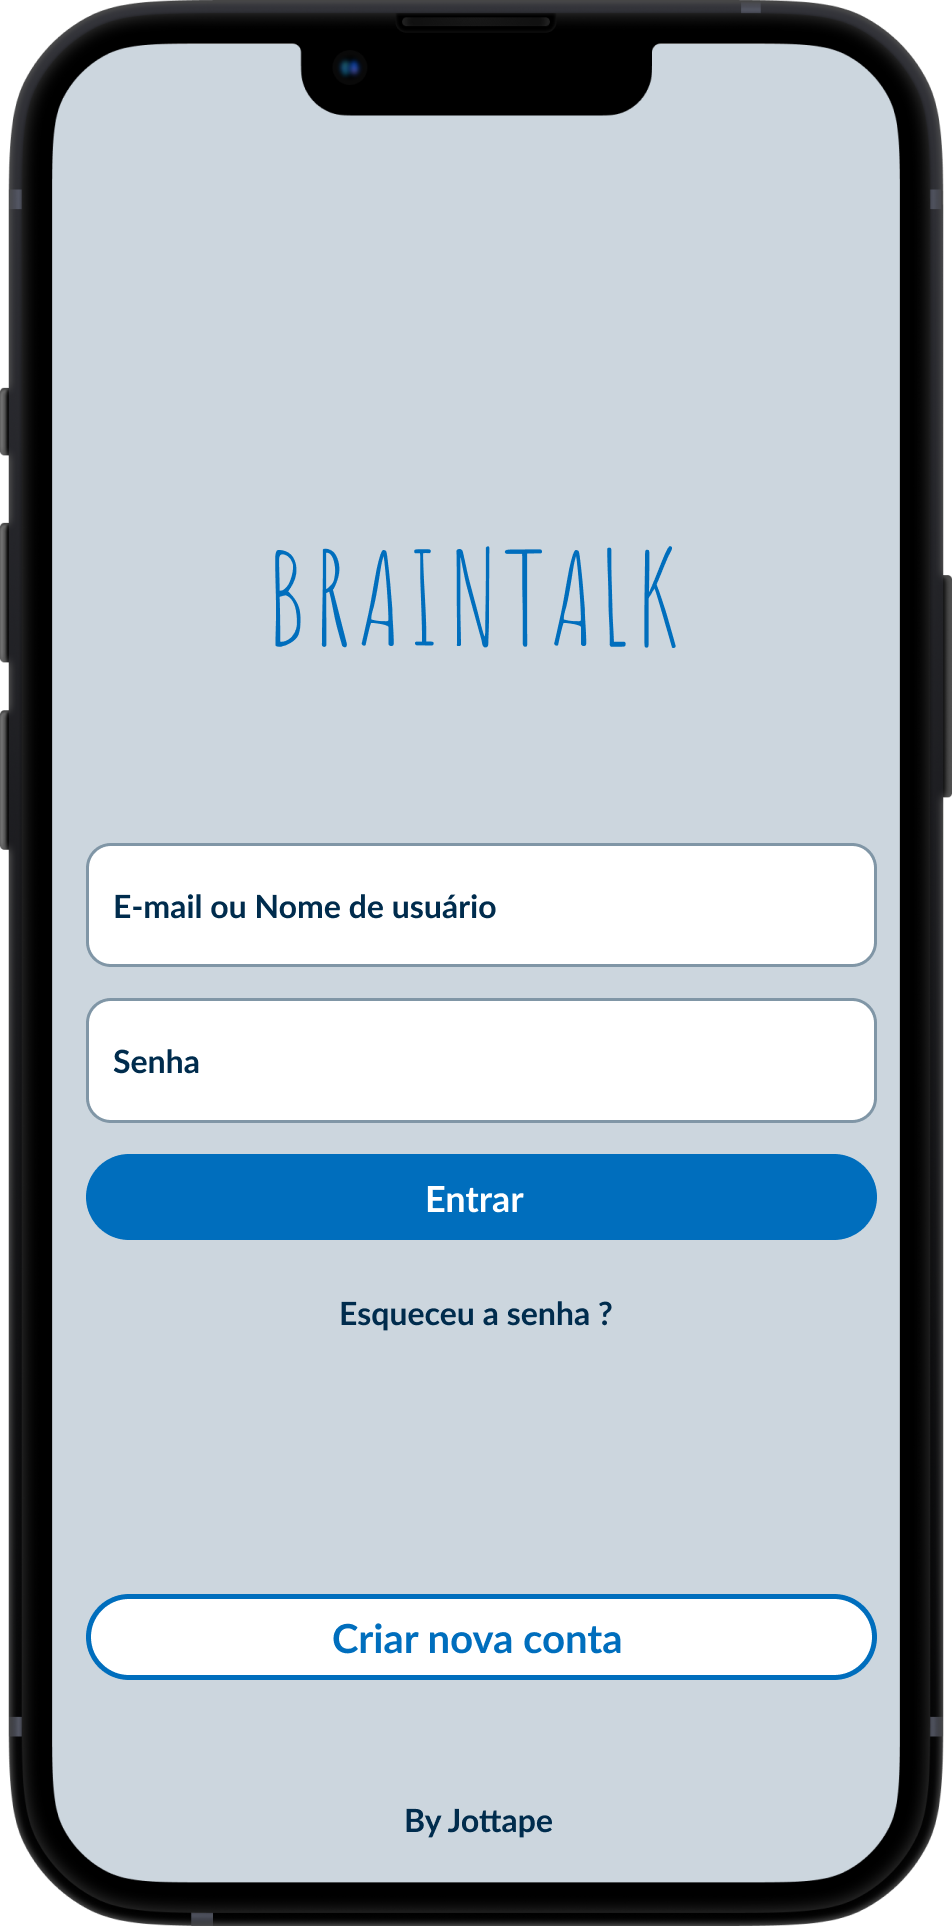 BRAINTALK
E-mail ou Nome de usuário
Senha
Entrar
Esqueceu a senha ?
Criar nova conta
By Jottape